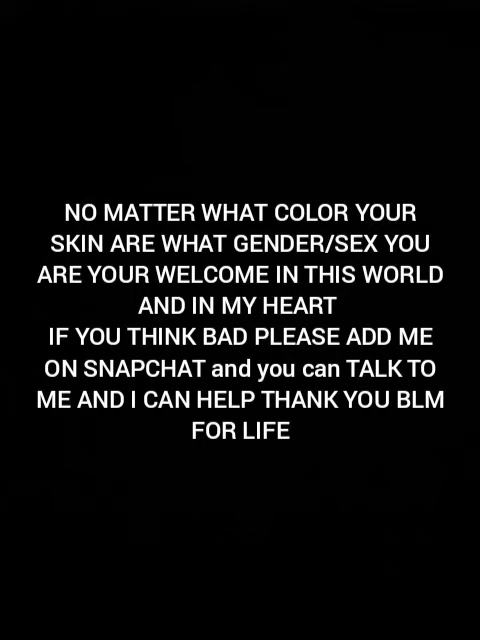 NO MATTER WHAT COLOR YOUR
SKIN ARE WHAT GENDER/SEX YOU
ARE YOUR WELCOME IN THIS WORLD
AND IN MY HEART
IF YOU THINK BAD PLEASE ADD ME
ON SNAPCHAT and you can TALK TO
ME AND I CAN HELP THANK YOU BLM
FOR LIFE